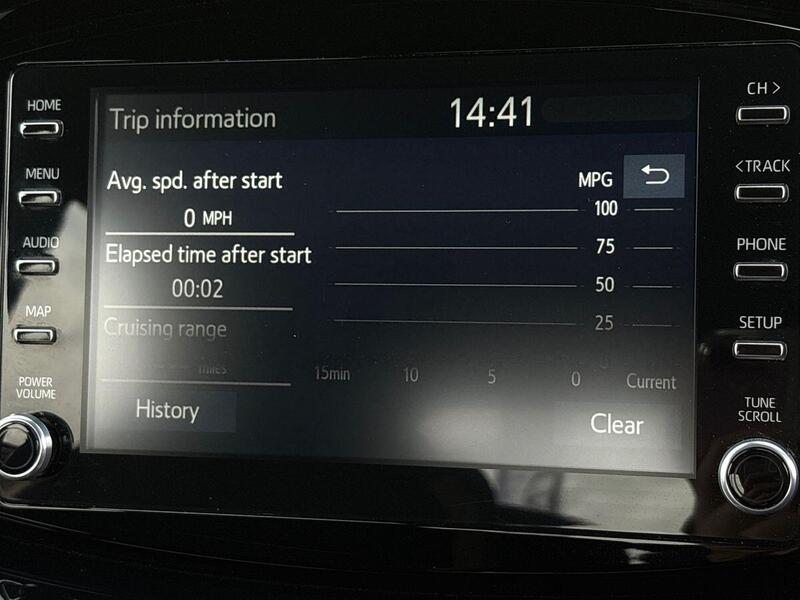 HOME
MENU
AUDIO
MAP
POWER
VOLUME
Trip information
14:41
Avg. spd. after start
0 MPH
Elapsed time after start
00:02
Cruising range
miles
History
MPG
100
75
50
25
0
15min 10 5 0 Current
Clear
CH >
<TRACK
PHONE
SETUP
TUNE
SCROLL